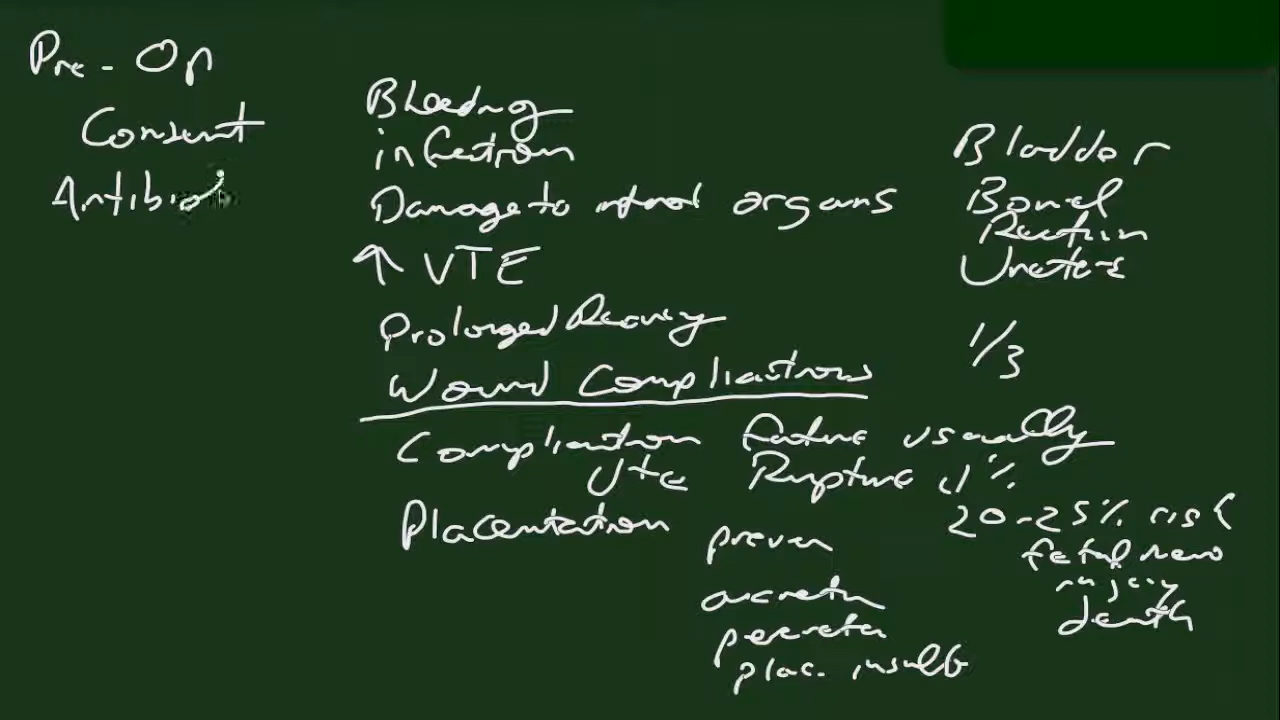 Pre-Op
Consent
Antibioti
Bleeding
infection
Damage to internal organs
Bladder
Bowel
Rectum
Ureters
↑ VTE
Prolonged Recovery
1/3
Wound Complications
Complication future usually
Ute Rupture <1%
20-25% risk
fetal neuro
injury
death
Placentation
previa
accreta
percreta
plac. insuff